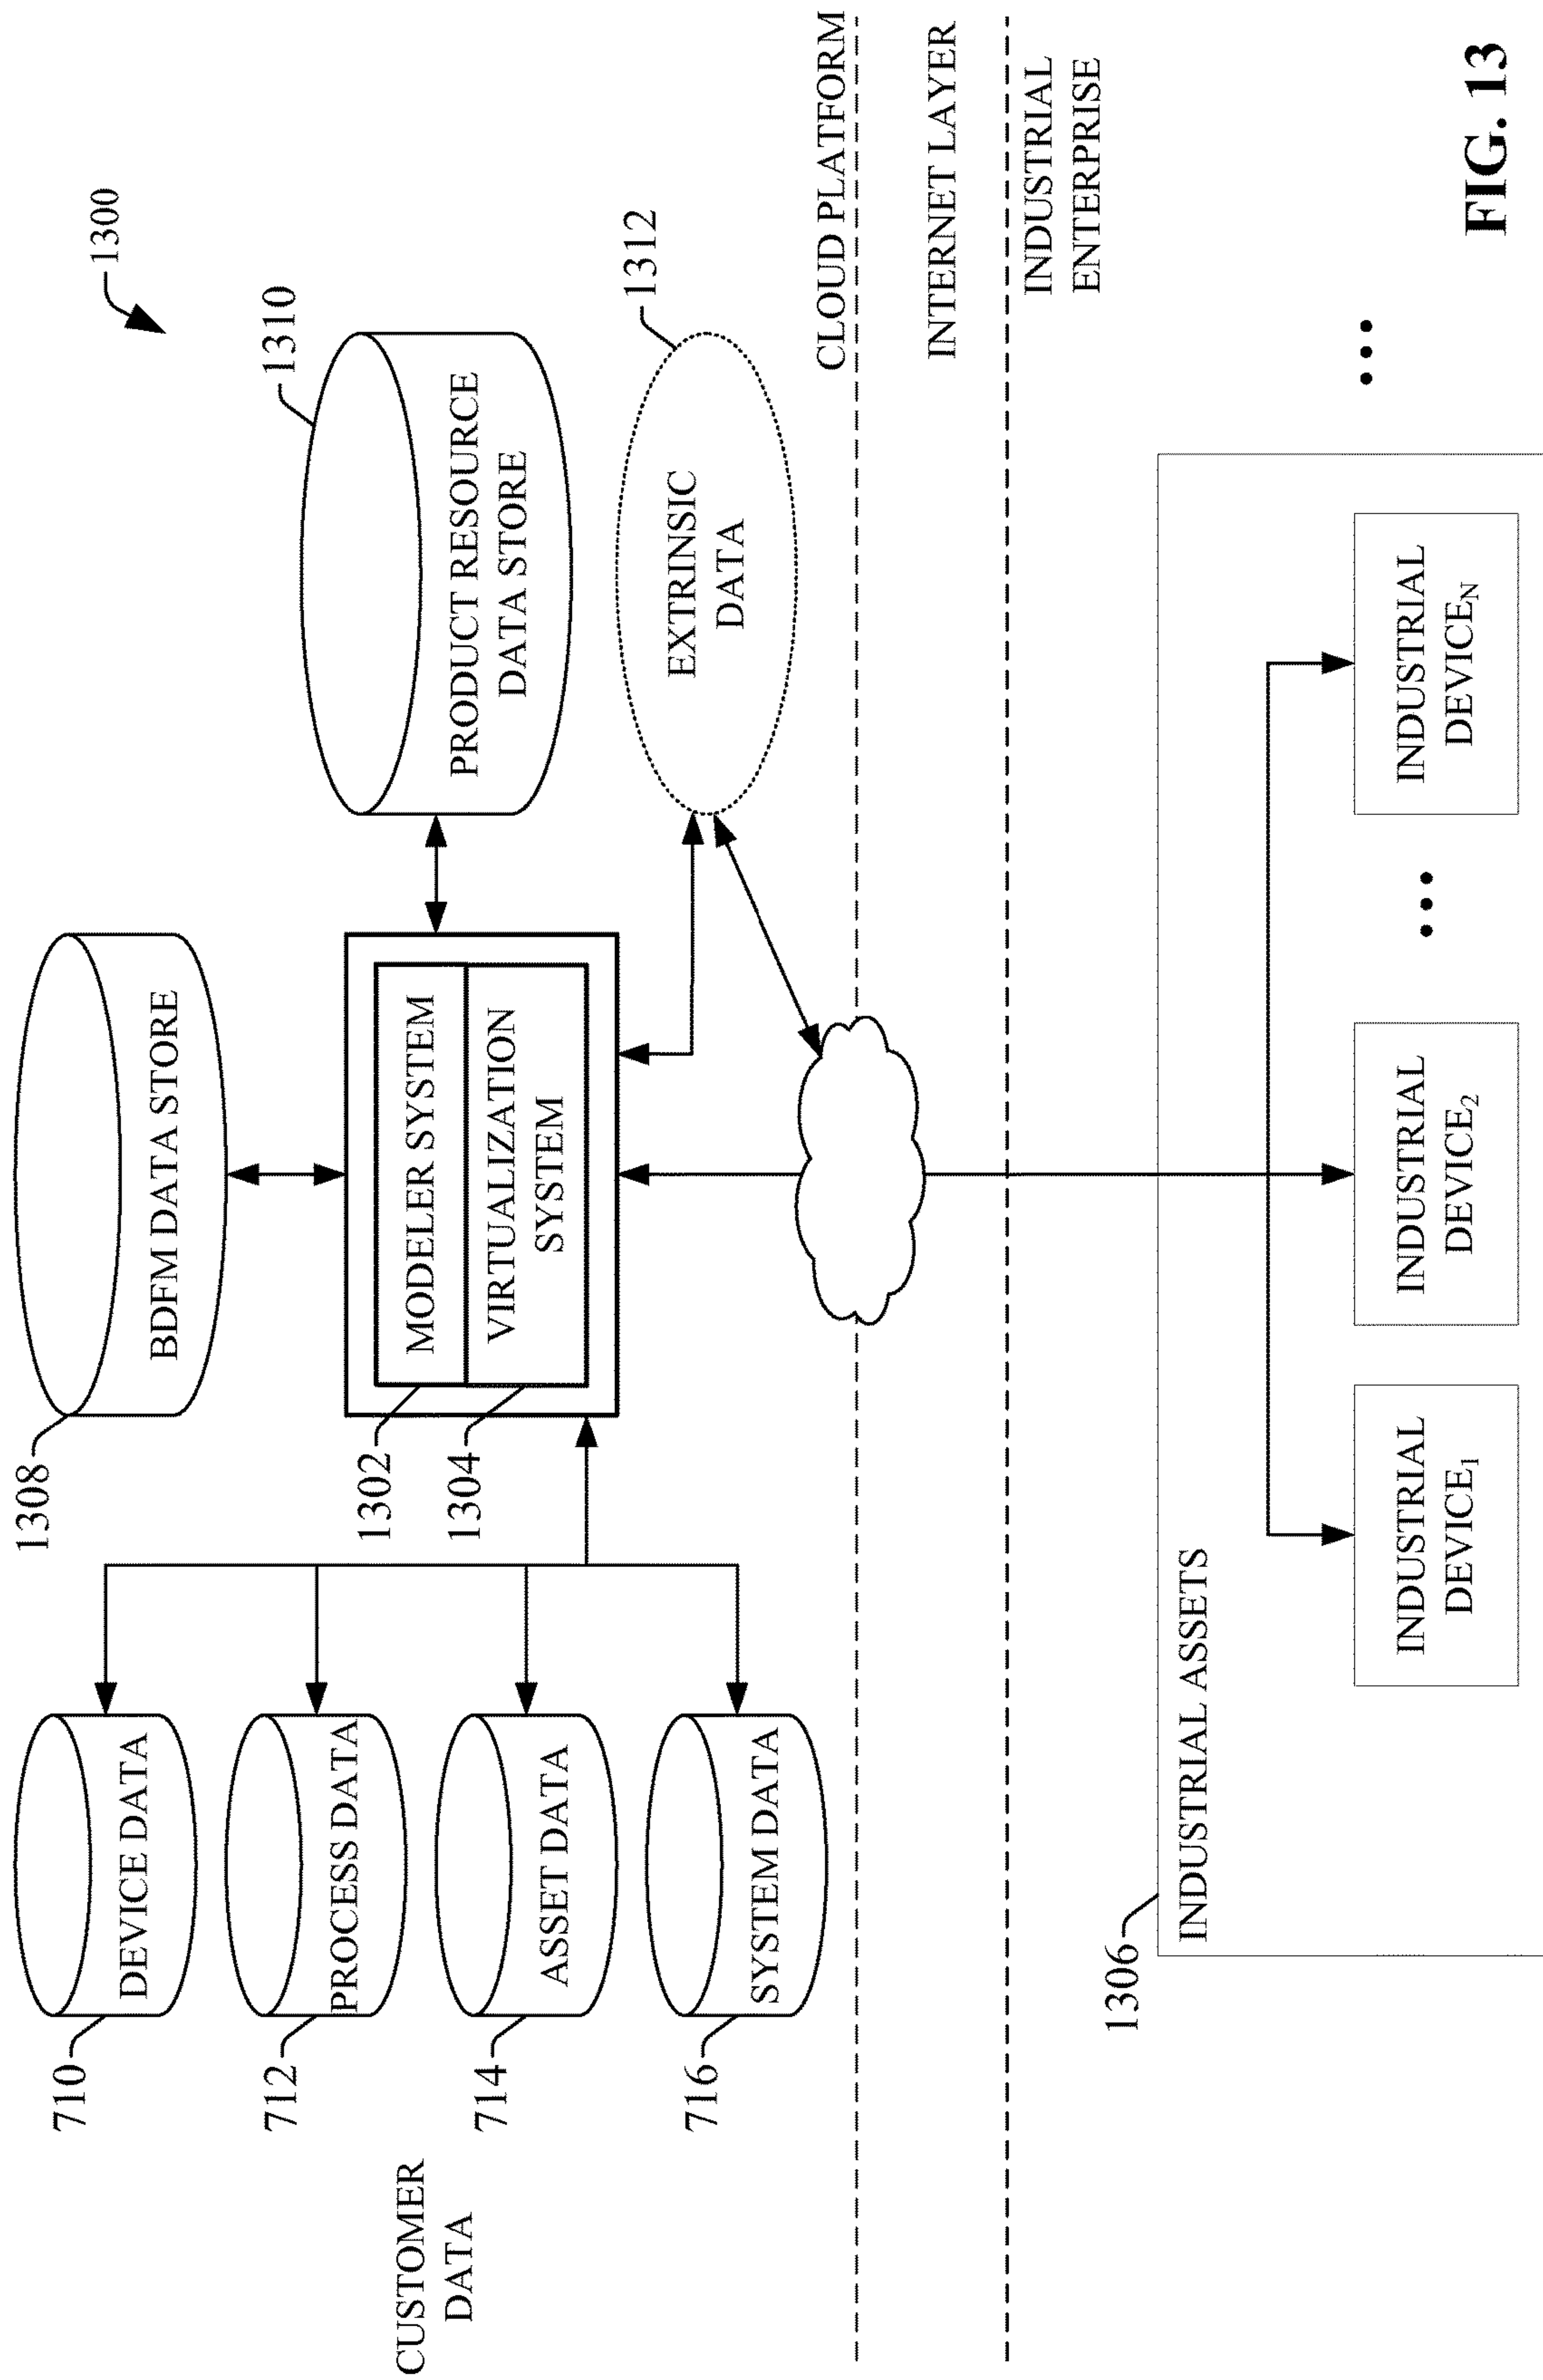 1300
1308
BDFM DATA STORE
1310
PRODUCT RESOURCE
DATA STORE
1312
EXTRINSIC
DATA
1302
MODELER SYSTEM
1304
VIRTUALIZATION
SYSTEM
CUSTOMER
DATA
710
DEVICE DATA
712
PROCESS DATA
714
ASSET DATA
716
SYSTEM DATA
CLOUD PLATFORM
INTERNET LAYER
INDUSTRIAL
ENTERPRISE
1306
INDUSTRIAL ASSETS
INDUSTRIAL
DEVICE₁
INDUSTRIAL
DEVICE₂
•••
INDUSTRIAL
DEVICEN
•••
FIG. 13